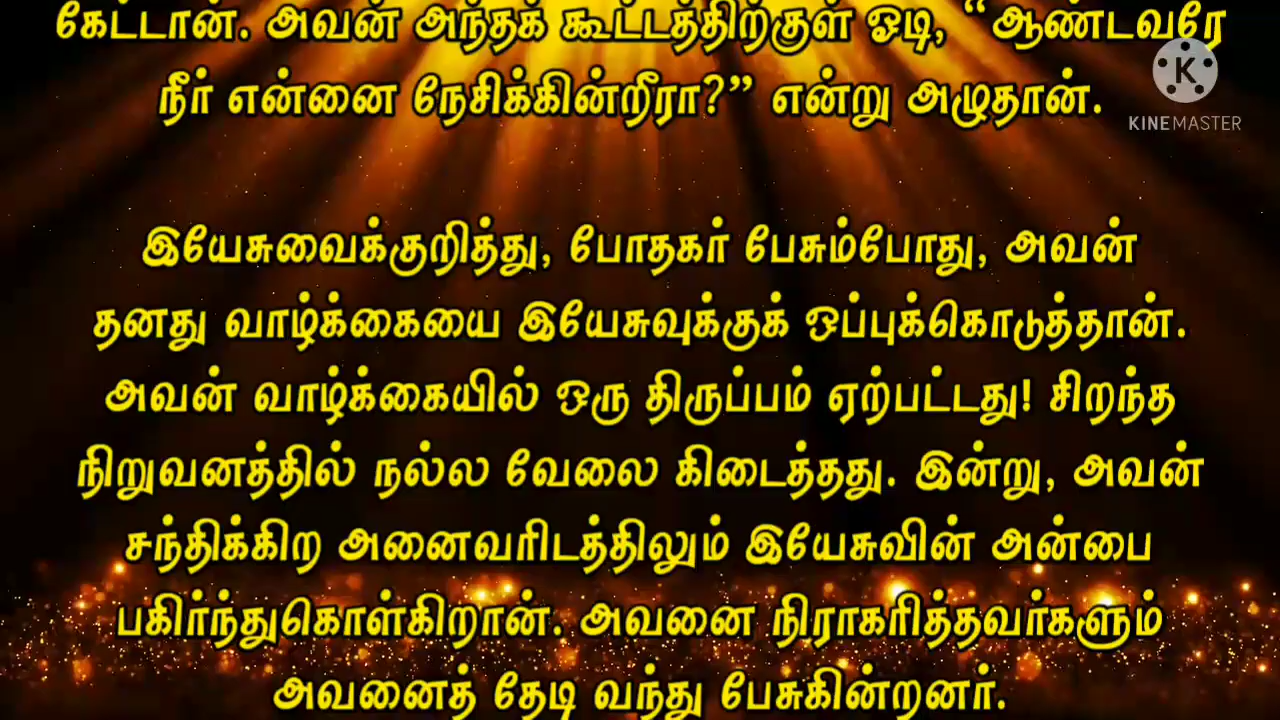 கேட்டான். அவன் அந்தக் கூட்டத்திற்குள் ஓடி, “ஆண்டவரே
நீர் என்னை நேசிக்கின்றீரா?” என்று அழுதான்.
K
KINEMASTER
இயேசுவைக்குறித்து, போதகர் பேசும்போது, அவன்
தனது வாழ்க்கையை இயேசுவுக்குக் ஒப்புக்கொடுத்தான்.
அவன் வாழ்க்கையில் ஒரு திருப்பம் ஏற்பட்டது! சிறந்த
நிறுவனத்தில் நல்ல வேலை கிடைத்தது. இன்று, அவன்
சந்திக்கிற அனைவரிடத்திலும் இயேசுவின் அன்பை
பகிர்ந்துகொள்கிறான். அவனை நிராகரித்தவர்களும்
அவனைத் தேடி வந்து பேசுகின்றனர்.